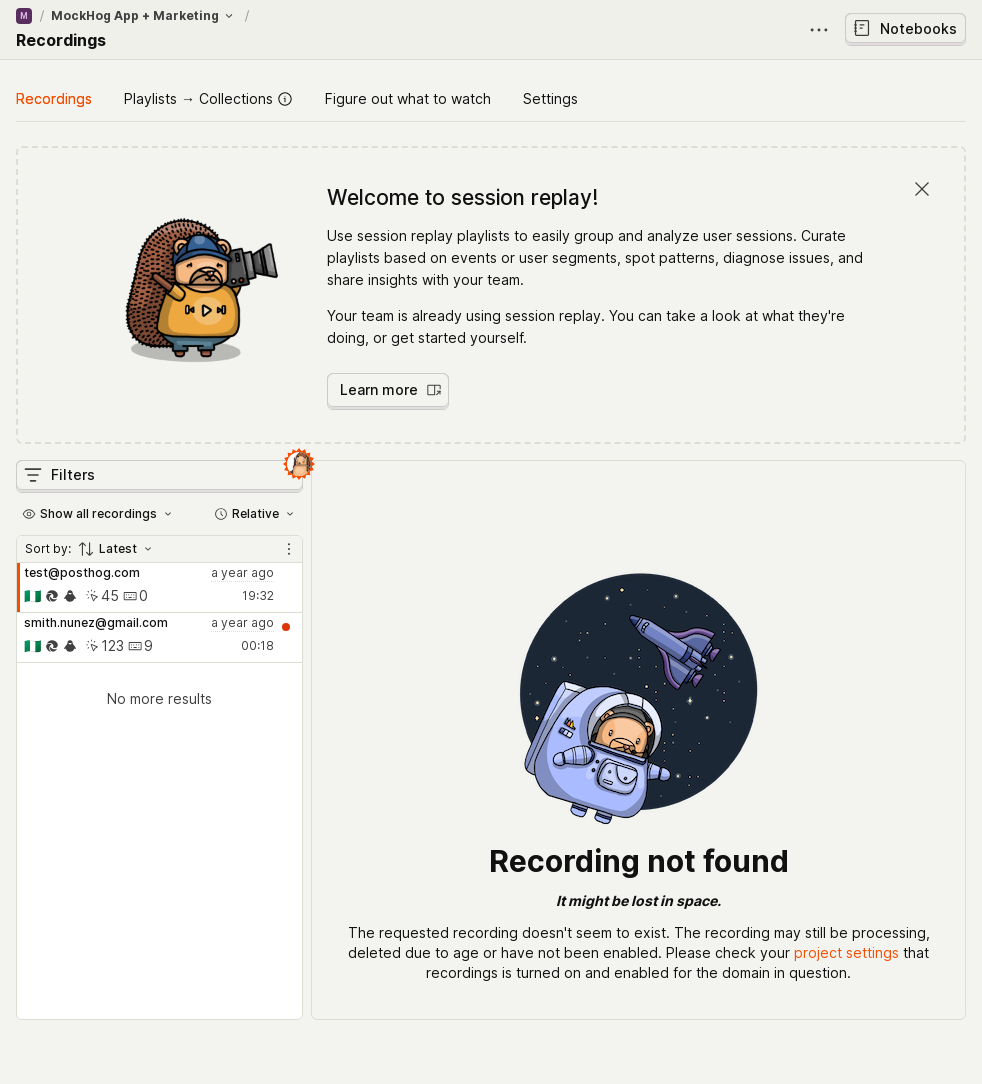 M / MockHog App + Marketing /
Recordings
Notebooks
Recordings
Playlists → Collections
Figure out what to watch
Settings
Welcome to session replay!
Use session replay playlists to easily group and analyze user sessions. Curate
playlists based on events or user segments, spot patterns, diagnose issues, and
share insights with your team.
Your team is already using session replay. You can take a look at what they're
doing, or get started yourself.
Learn more
Filters
Show all recordings
Relative
Sort by: Latest
test@posthog.com a year ago
45 0 19:32
smith.nunez@gmail.com a year ago
123 9 00:18
No more results
Recording not found
It might be lost in space.
The requested recording doesn't seem to exist. The recording may still be processing,
deleted due to age or have not been enabled. Please check your project settings that
recordings is turned on and enabled for the domain in question.